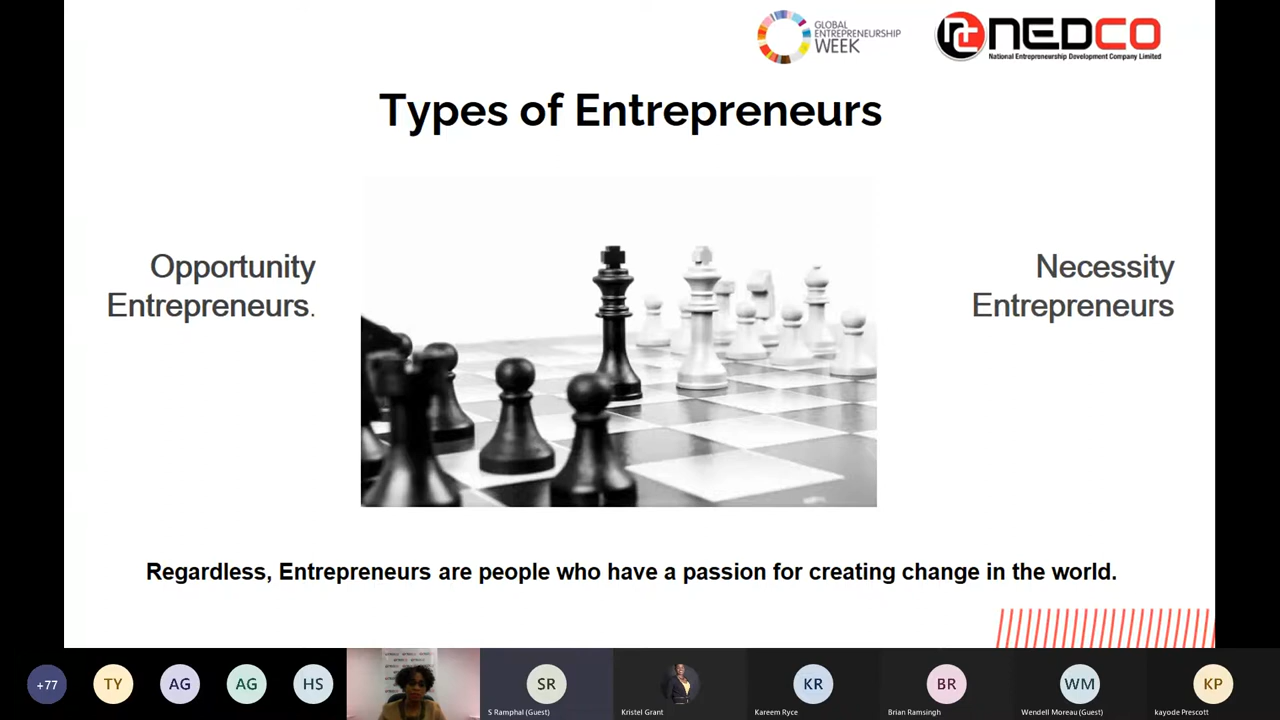 GLOBAL
ENTREPRENEURSHIP
WEEK
NEDCO
National Entrepreneurship Development Company Limited
Types of Entrepreneurs
Opportunity
Entrepreneurs.
Necessity
Entrepreneurs
Regardless, Entrepreneurs are people who have a passion for creating change in the world.
+77
TY
AG
AG
HS
SR
S Ramphal (Guest)
Kristel Grant
KR
Kareem Ryce
BR
Brian Ramsingh
WM
Wendell Moreau (Guest)
KP
kayode Prescott